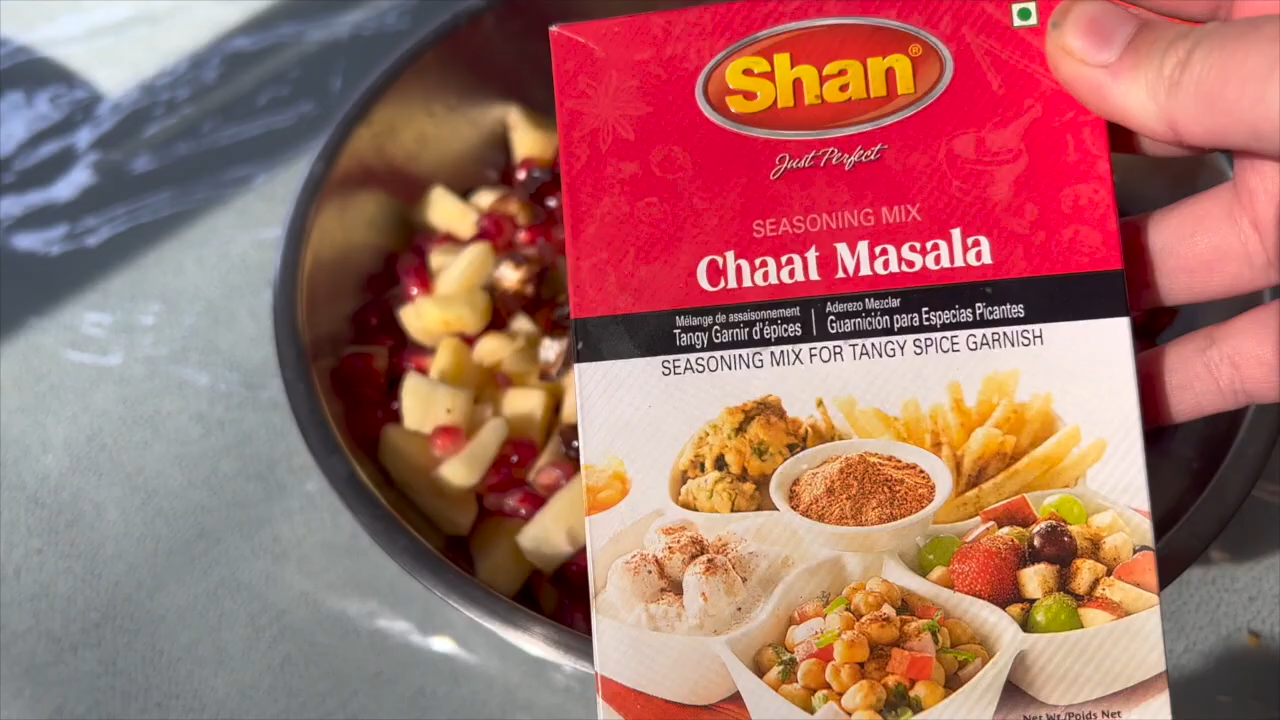 Shan®
Just Perfect
SEASONING MIX
Chaat Masala
Mélange de assaisonnement
Tangy Garnir d'épices
Aderezo Mezclar
Guarnición para Especias Picantes
SEASONING MIX FOR TANGY SPICE GARNISH
Net Wt./Poids Net